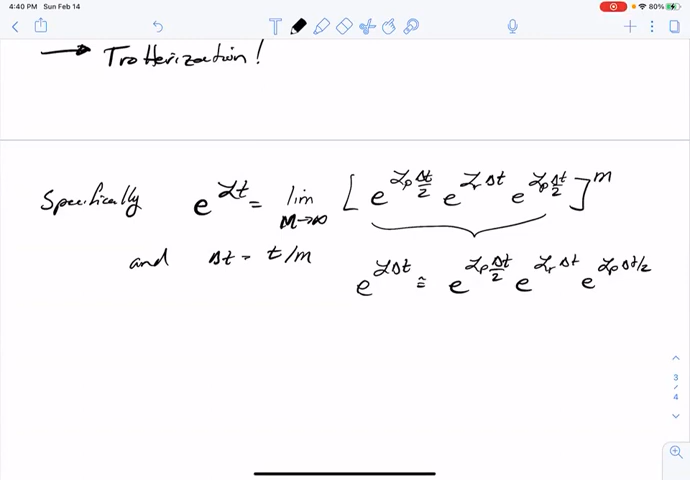 4:40 PM Sun Feb 14 80%
→ Trotterization!
Specifically e^{ℒt} = lim_{M→∞} [ e^{ℒ_p Δt/2} e^{ℒ_r Δt} e^{ℒ_p Δt/2} ]^m
and Δt = t/m
e^{ℒΔt} ≅ e^{ℒ_p Δt/2} e^{ℒ_r Δt} e^{ℒ_p Δt/2}
3
/
4